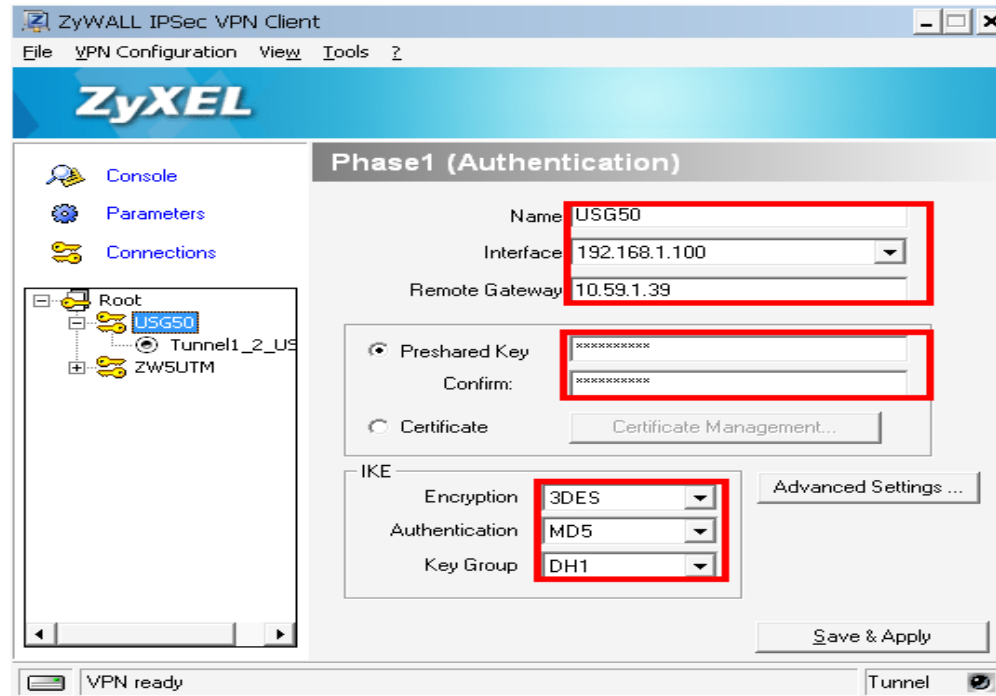 ZyWALL IPSec VPN Client
File VPN Configuration View Tools ?
ZyXEL
Phase1 (Authentication)
Console
Parameters
Connections
Root
USG50
Tunnel1_2_US
ZW5UTM
Name USG50
Interface 192.168.1.100
Remote Gateway 10.59.1.39
Preshared Key **********
Confirm: **********
Certificate Certificate Management...
IKE
Encryption 3DES
Authentication MD5
Key Group DH1
Advanced Settings ...
Save & Apply
VPN ready Tunnel